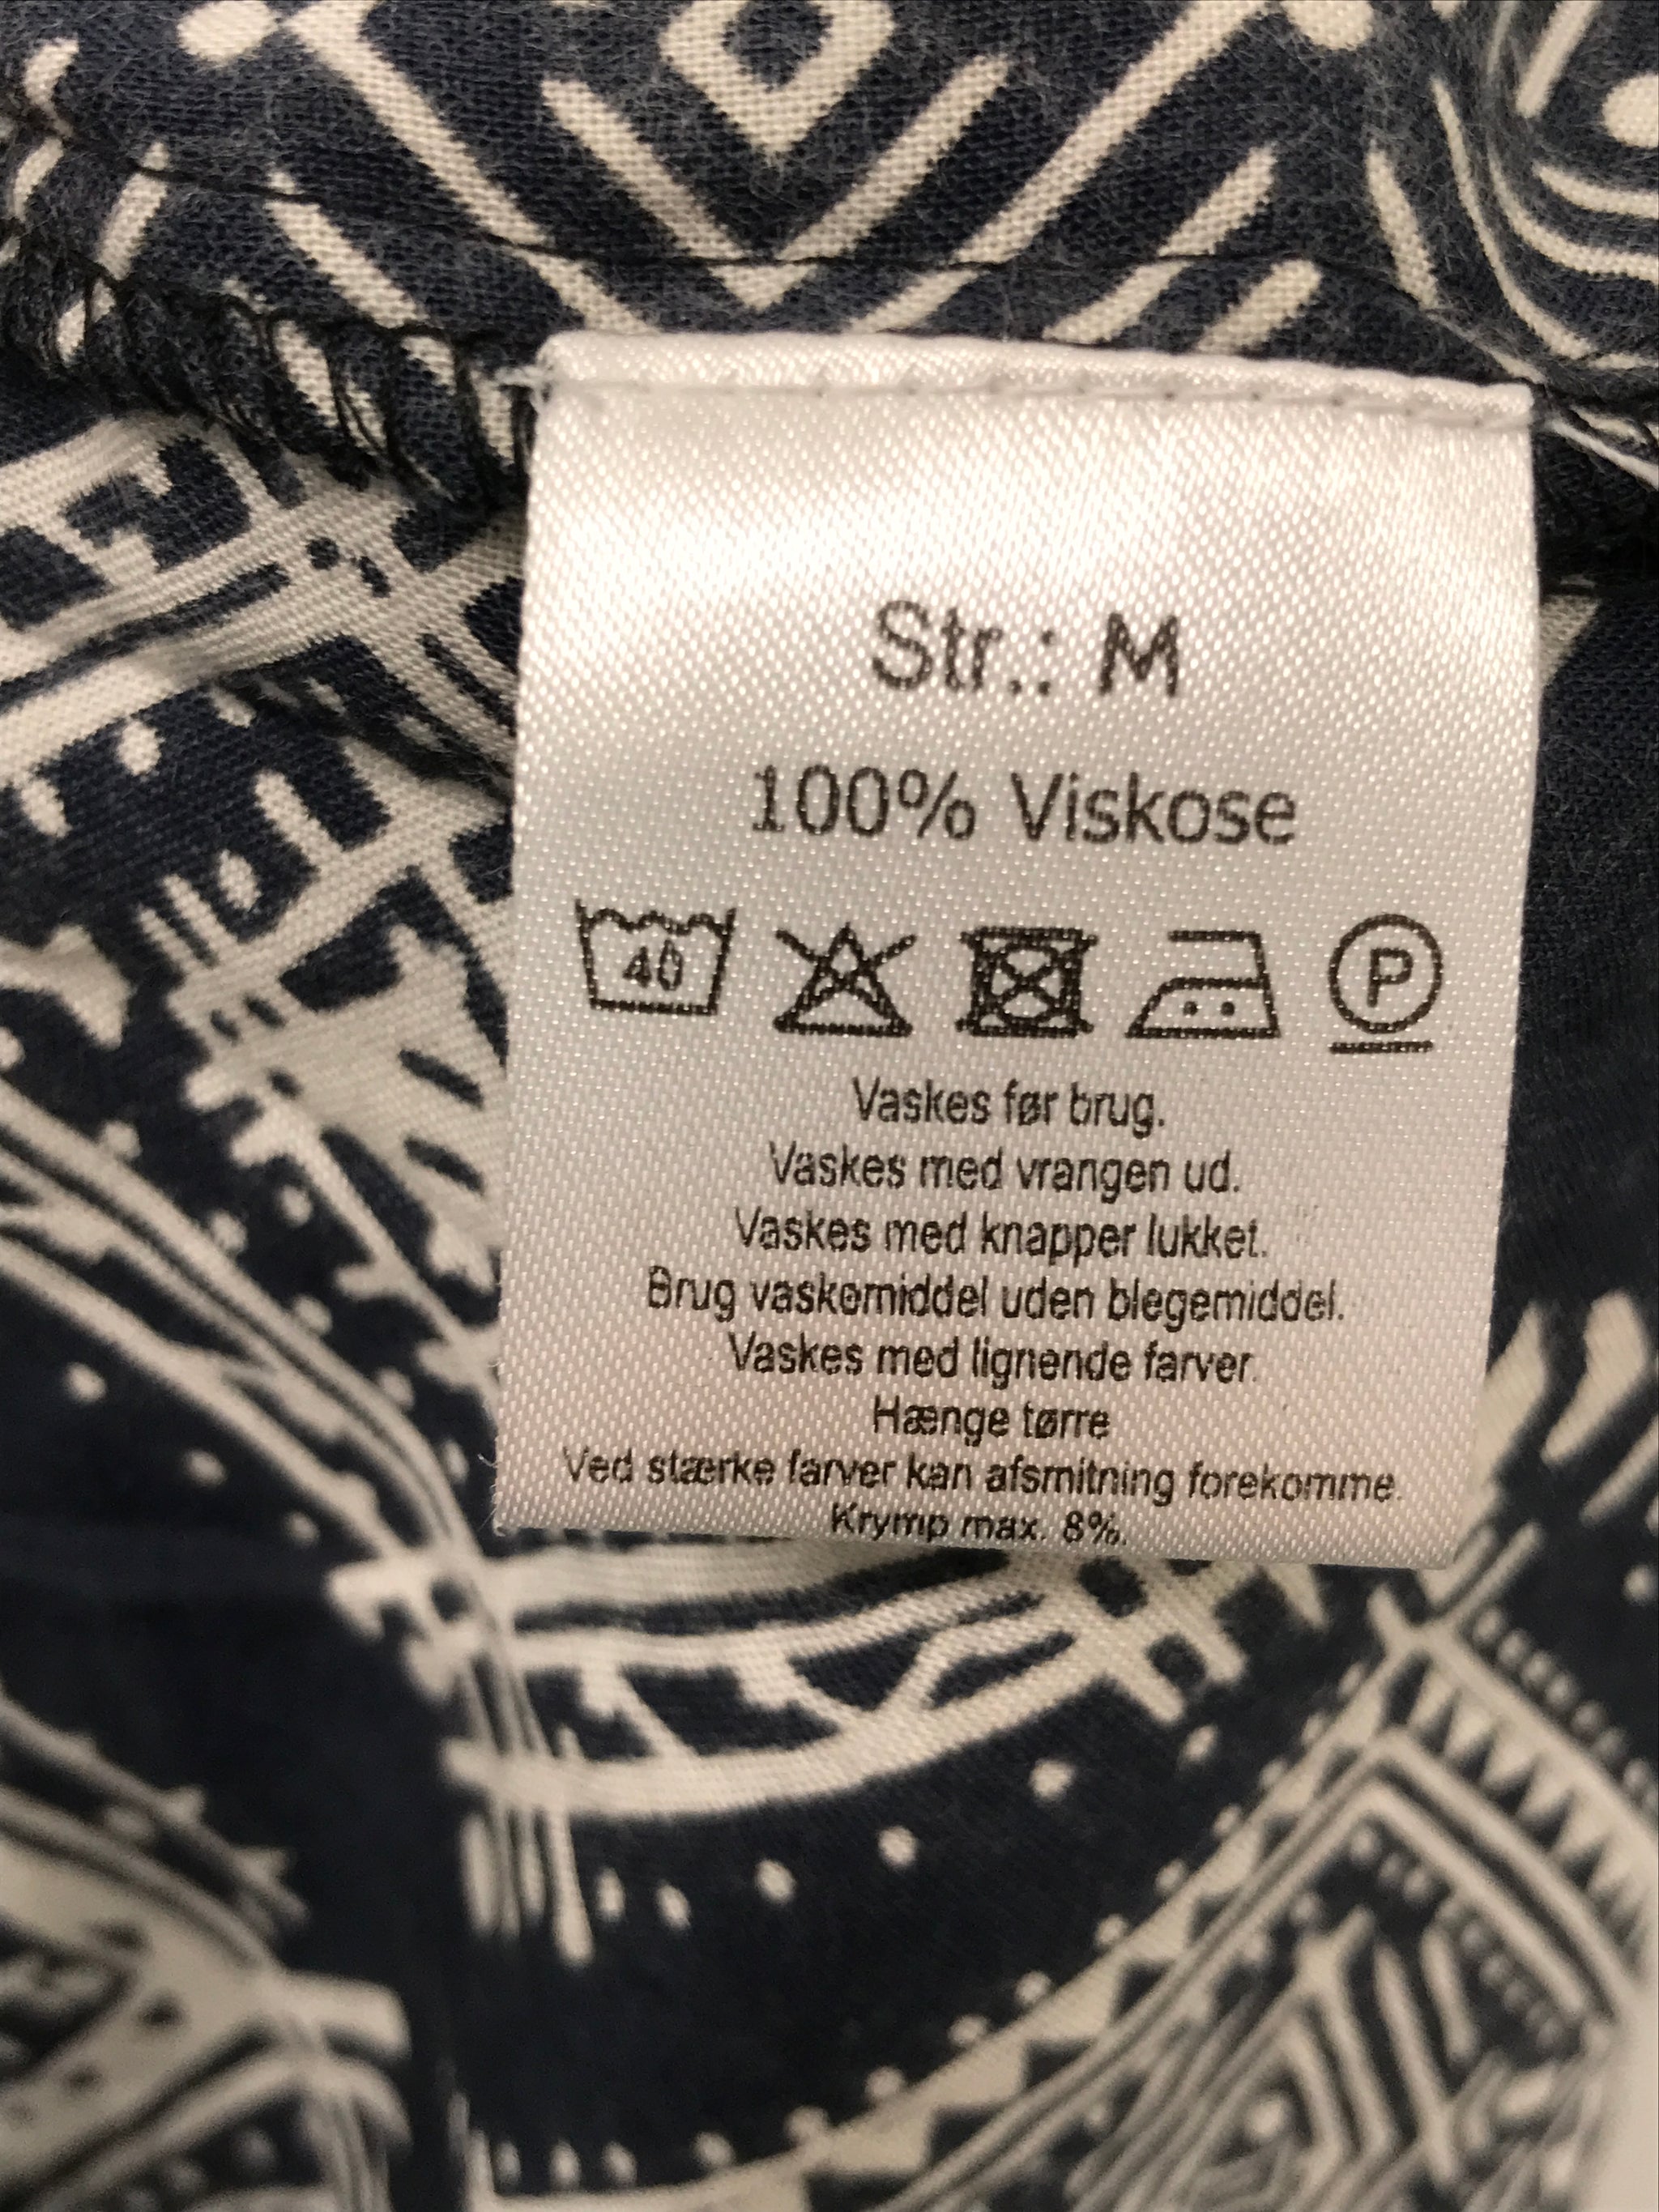 Str.: M
100% Viskose
40
P
Vaskes før brug.
Vaskes med vrangen ud.
Vaskes med knapper lukket.
Brug vaskemiddel uden blegemiddel.
Vaskes med lignende farver.
Hænge tørre
Ved stærke farver kan afsmitning forekomme.
Krymp max. 8%.